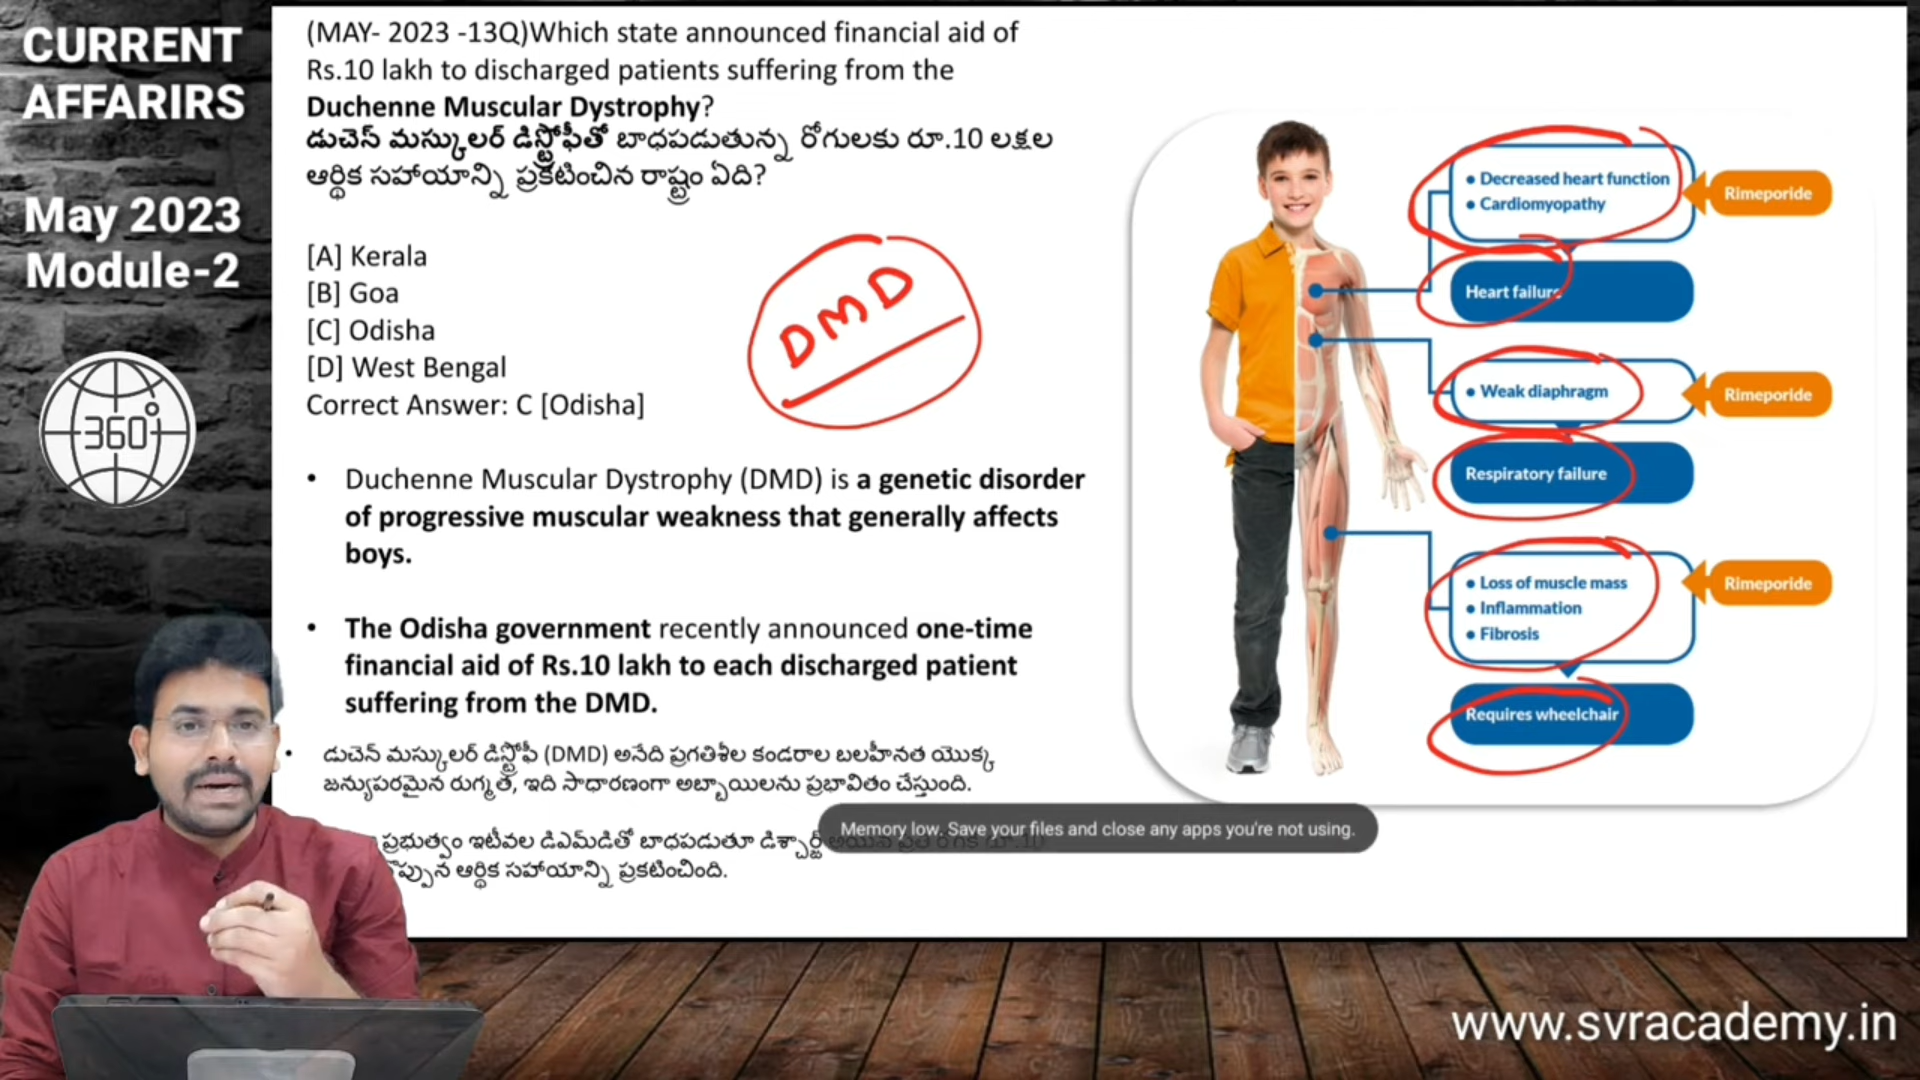 CURRENT
AFFARIRS
May 2023
Module-2
360°
(MAY- 2023 -13Q)Which state announced financial aid of
Rs.10 lakh to discharged patients suffering from the
Duchenne Muscular Dystrophy?
డుచెన్ మస్కులర్ డిస్ట్రోఫీతో బాధపడుతున్న రోగులకు రూ.10 లక్షల
ఆర్థిక సహాయాన్ని ప్రకటించిన రాష్ట్రం ఏది?
[A] Kerala
[B] Goa
[C] Odisha
[D] West Bengal
Correct Answer: C [Odisha]
DMD
• Duchenne Muscular Dystrophy (DMD) is a genetic disorder
of progressive muscular weakness that generally affects
boys.
• The Odisha government recently announced one-time
financial aid of Rs.10 lakh to each discharged patient
suffering from the DMD.
• డుచెన్ మస్కులర్ డిస్ట్రోఫీ (DMD) అనేది ప్రగతిశీల కండరాల బలహీనత యొక్క
జన్యుపరమైన రుగ్మత, ఇది సాధారణంగా అబ్బాయిలను ప్రభావితం చేస్తుంది.
ప్రభుత్వం ఇటీవల డిఎమ్‌డితో బాధపడుతూ డిశ్చార్జ్
ఆర్థిక సహాయాన్ని ప్రకటించింది.
• Decreased heart function
• Cardiomyopathy
Rimeporide
Heart failure
• Weak diaphragm
Rimeporide
Respiratory failure
• Loss of muscle mass
• Inflammation
• Fibrosis
Rimeporide
Requires wheelchair
Memory low. Save your files and close any apps you're not using.
www.svracademy.in